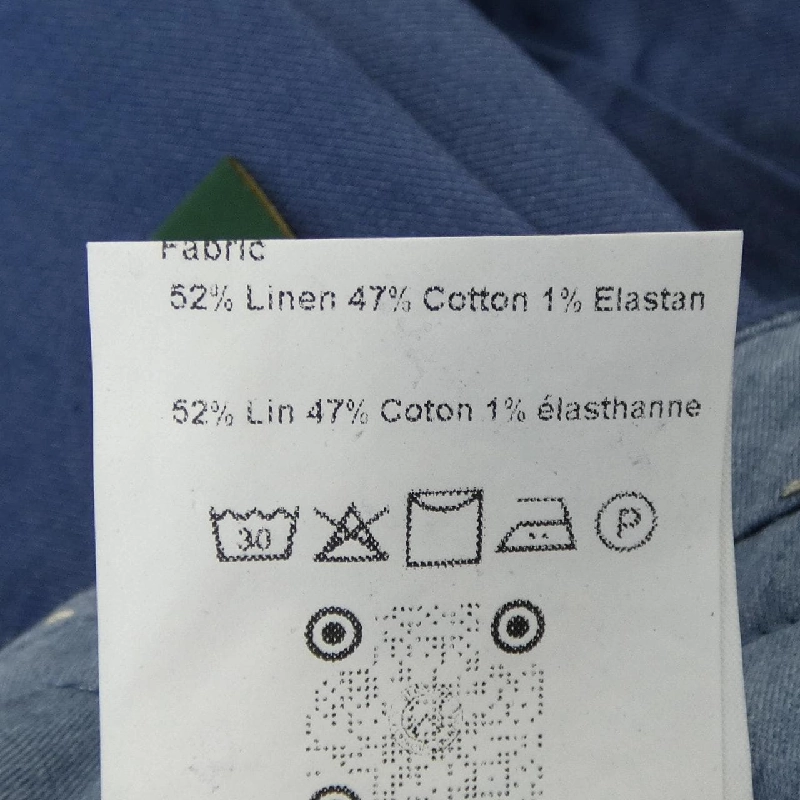 Fabric
52% Linen 47% Cotton 1% Elastan
52% Lin 47% Coton 1% élasthanne
30 P